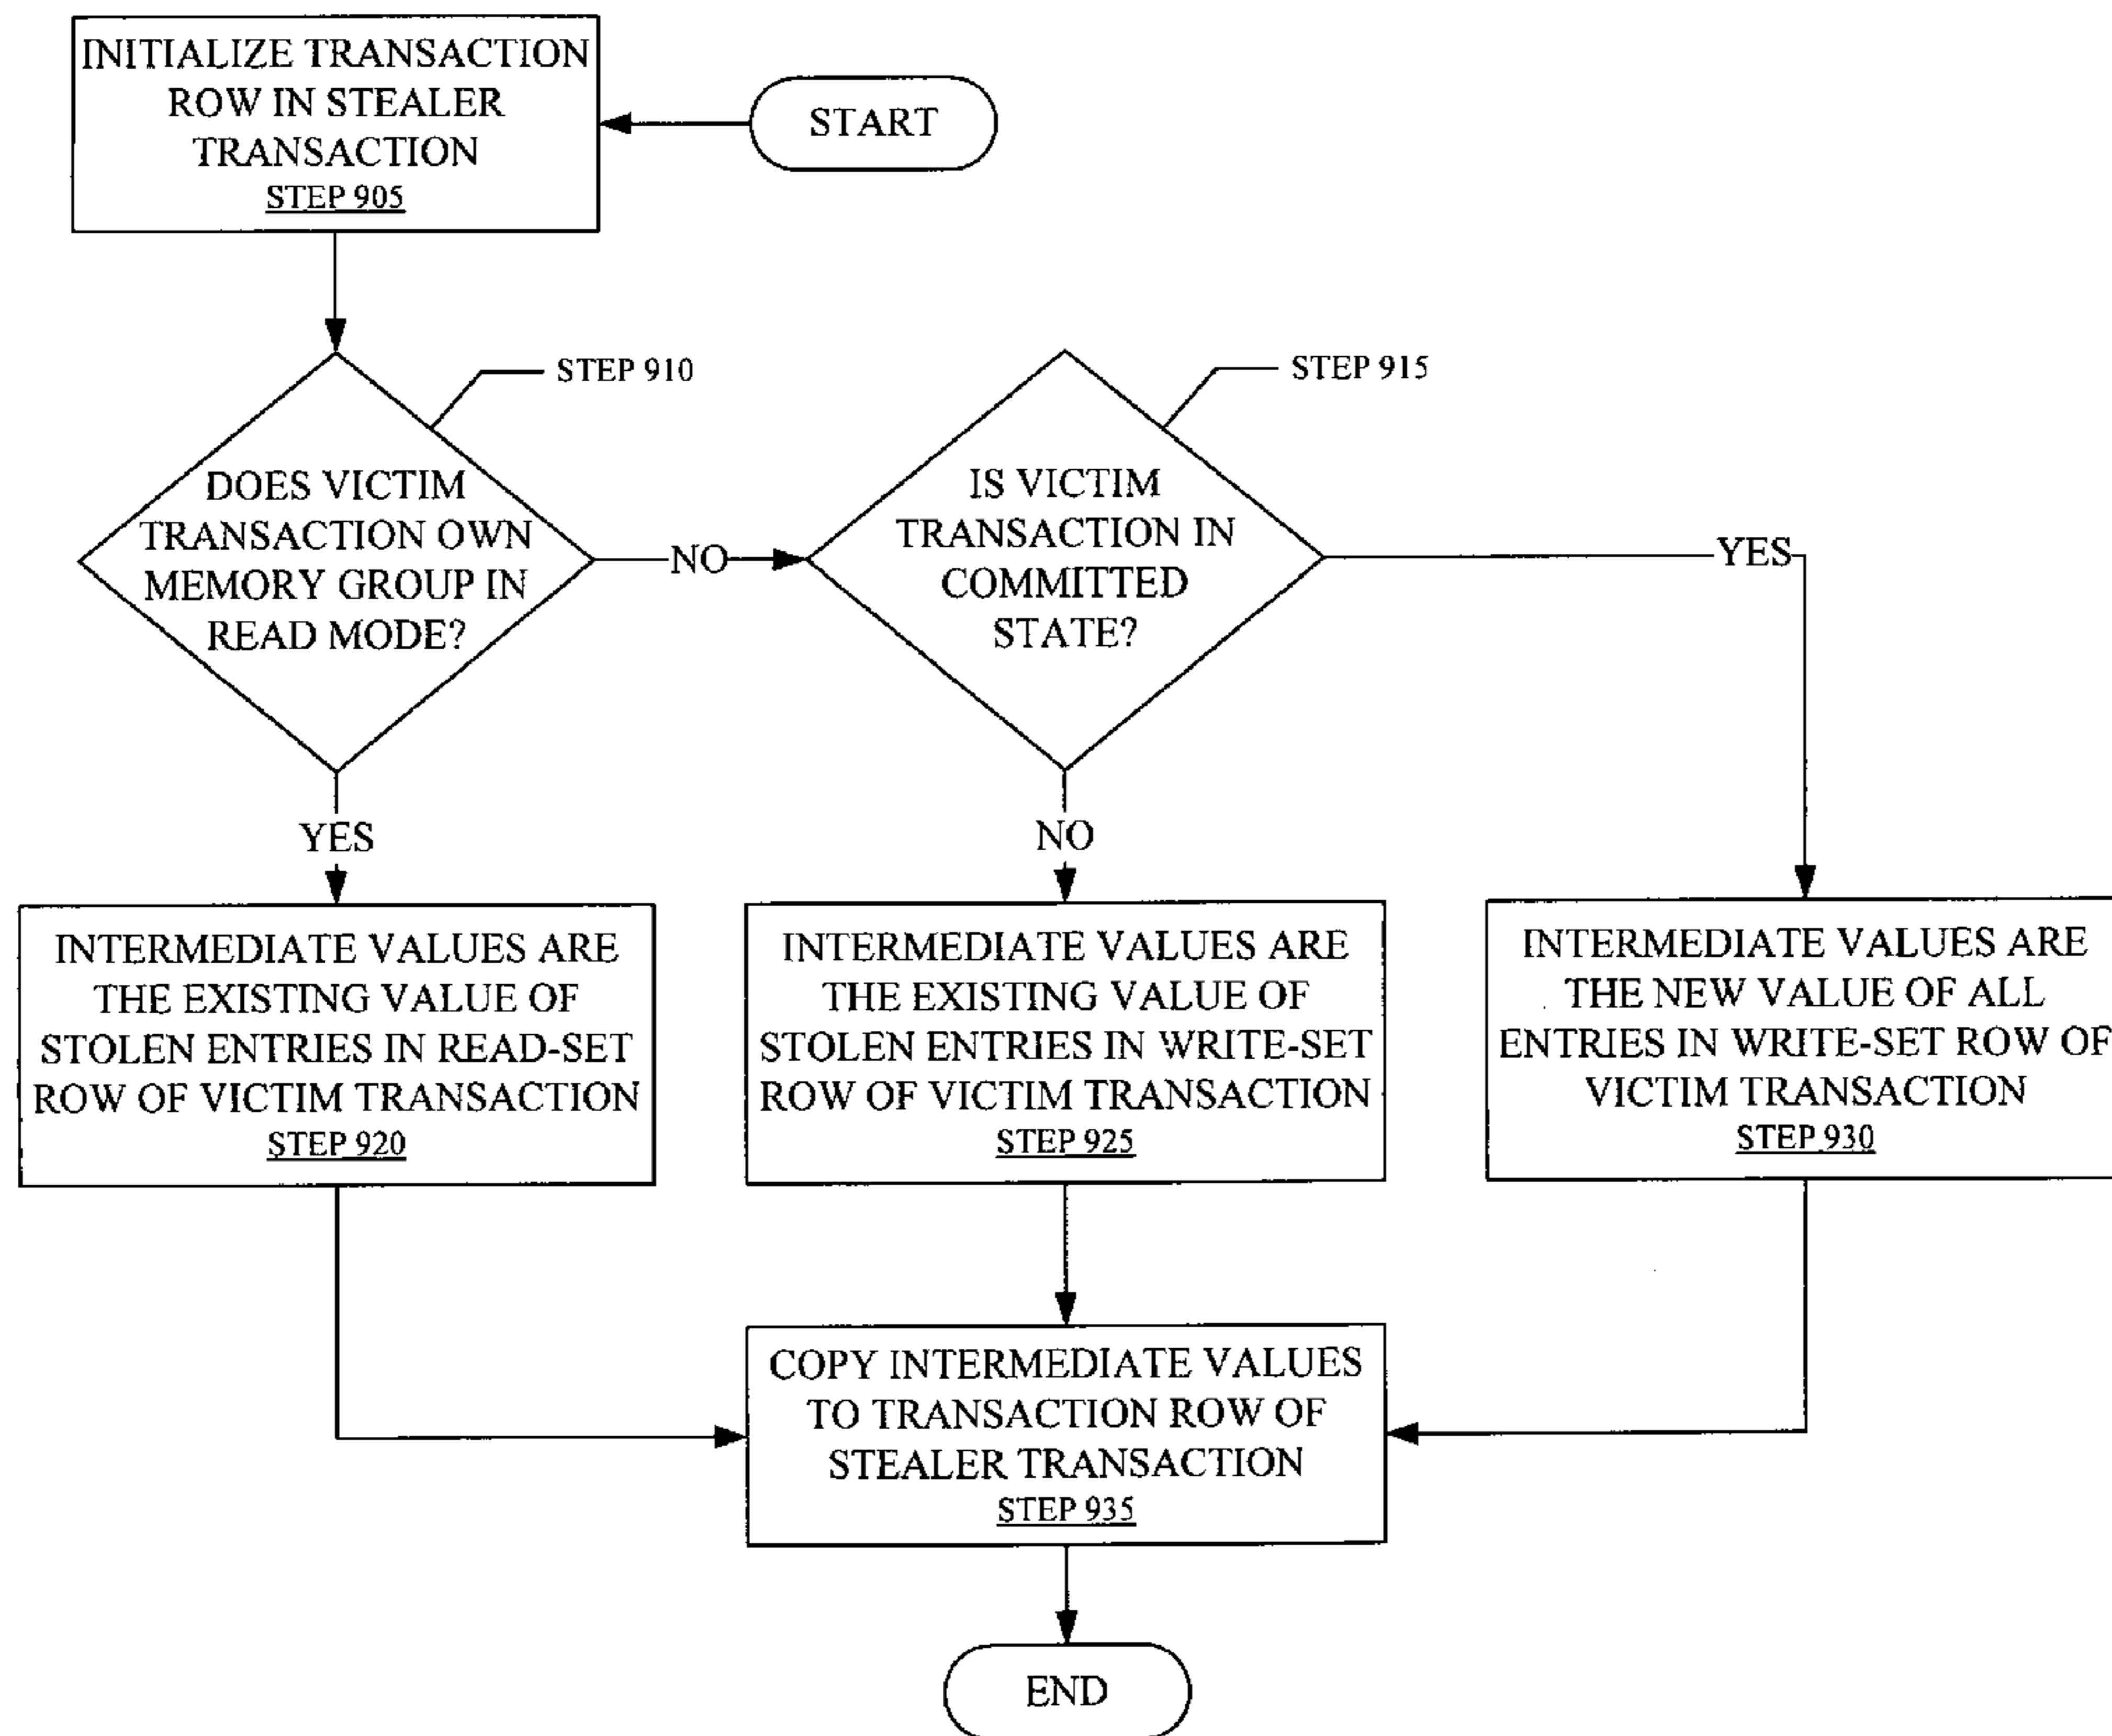 INITIALIZE TRANSACTION
ROW IN STEALER
TRANSACTION
STEP 905
START
STEP 910
DOES VICTIM
TRANSACTION OWN
MEMORY GROUP IN
READ MODE?
NO
STEP 915
IS VICTIM
TRANSACTION IN
COMMITTED
STATE?
YES
YES
NO
INTERMEDIATE VALUES ARE
THE EXISTING VALUE OF
STOLEN ENTRIES IN READ-SET
ROW OF VICTIM TRANSACTION
STEP 920
INTERMEDIATE VALUES ARE
THE EXISTING VALUE OF
STOLEN ENTRIES IN WRITE-SET
ROW OF VICTIM TRANSACTION
STEP 925
INTERMEDIATE VALUES ARE
THE NEW VALUE OF ALL
ENTRIES IN WRITE-SET ROW OF
VICTIM TRANSACTION
STEP 930
COPY INTERMEDIATE VALUES
TO TRANSACTION ROW OF
STEALER TRANSACTION
STEP 935
END